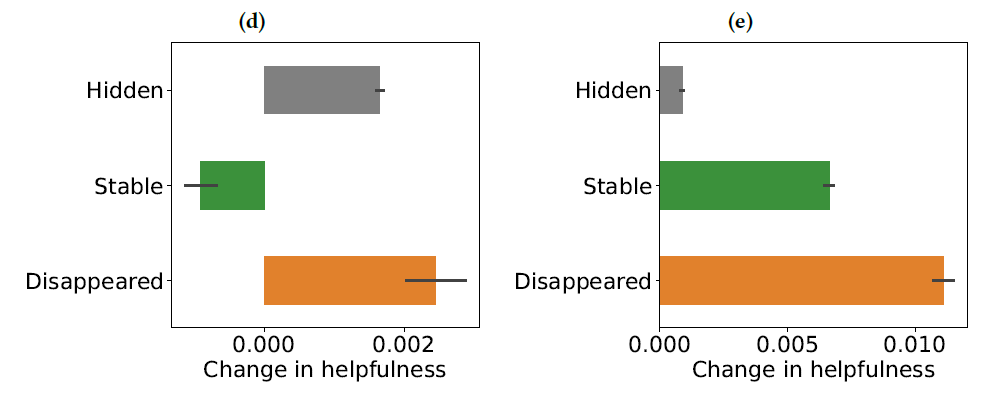 (d)
Hidden
Stable
Disappeared
0.000 0.002
Change in helpfulness
(e)
Hidden
Stable
Disappeared
0.000 0.005 0.010
Change in helpfulness